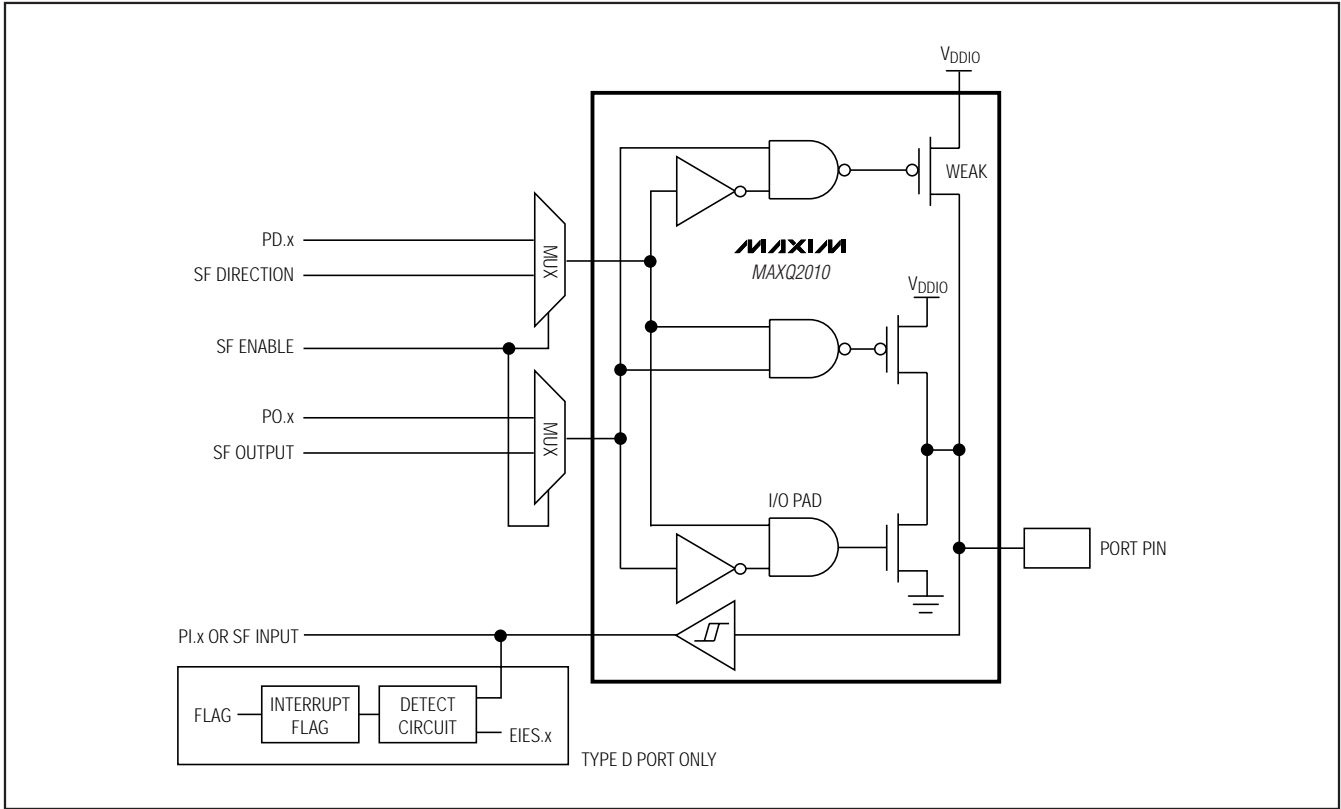 VDDIO
WEAK
MAXIM
MAXQ2010
PD.x
MUX
SF DIRECTION
VDDIO
SF ENABLE
PO.x
MUX
SF OUTPUT
I/O PAD
PORT PIN
PI.x OR SF INPUT
FLAG
INTERRUPT
FLAG
DETECT
CIRCUIT
EIES.x
TYPE D PORT ONLY